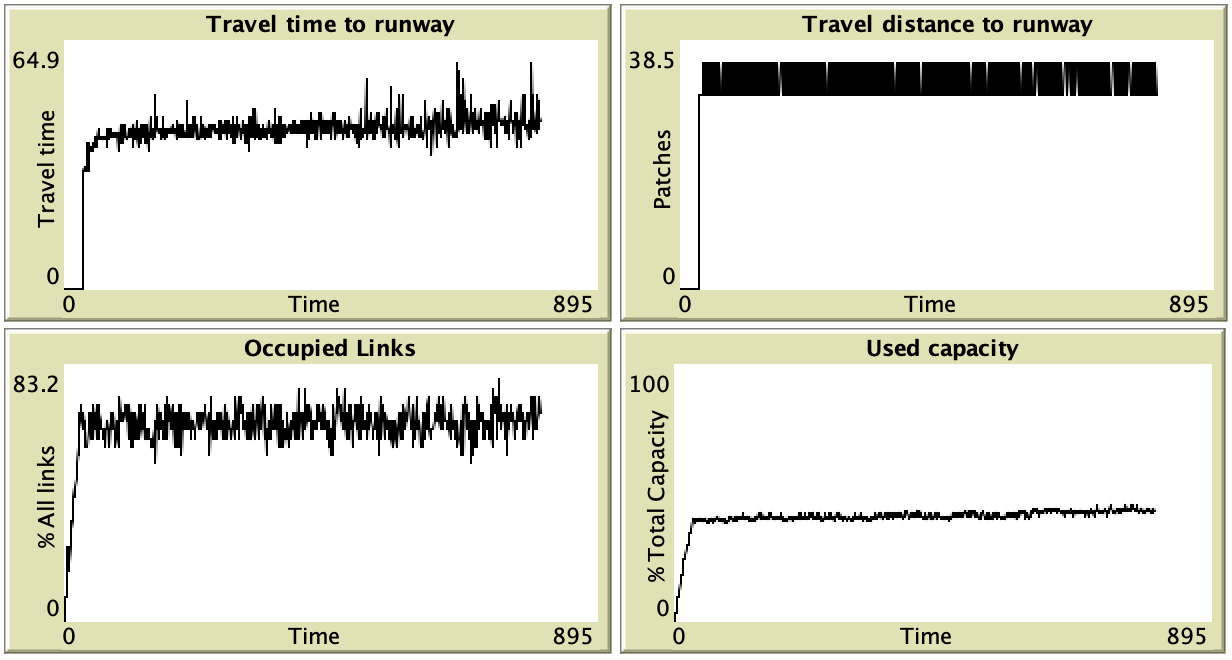 Travel time to runway
64.9
Travel time
0
0
Time
895
Travel distance to runway
38.5
Patches
0
0
Time
895
Occupied Links
83.2
% All links
0
0
Time
895
Used capacity
100
% Total Capacity
0
0
Time
895